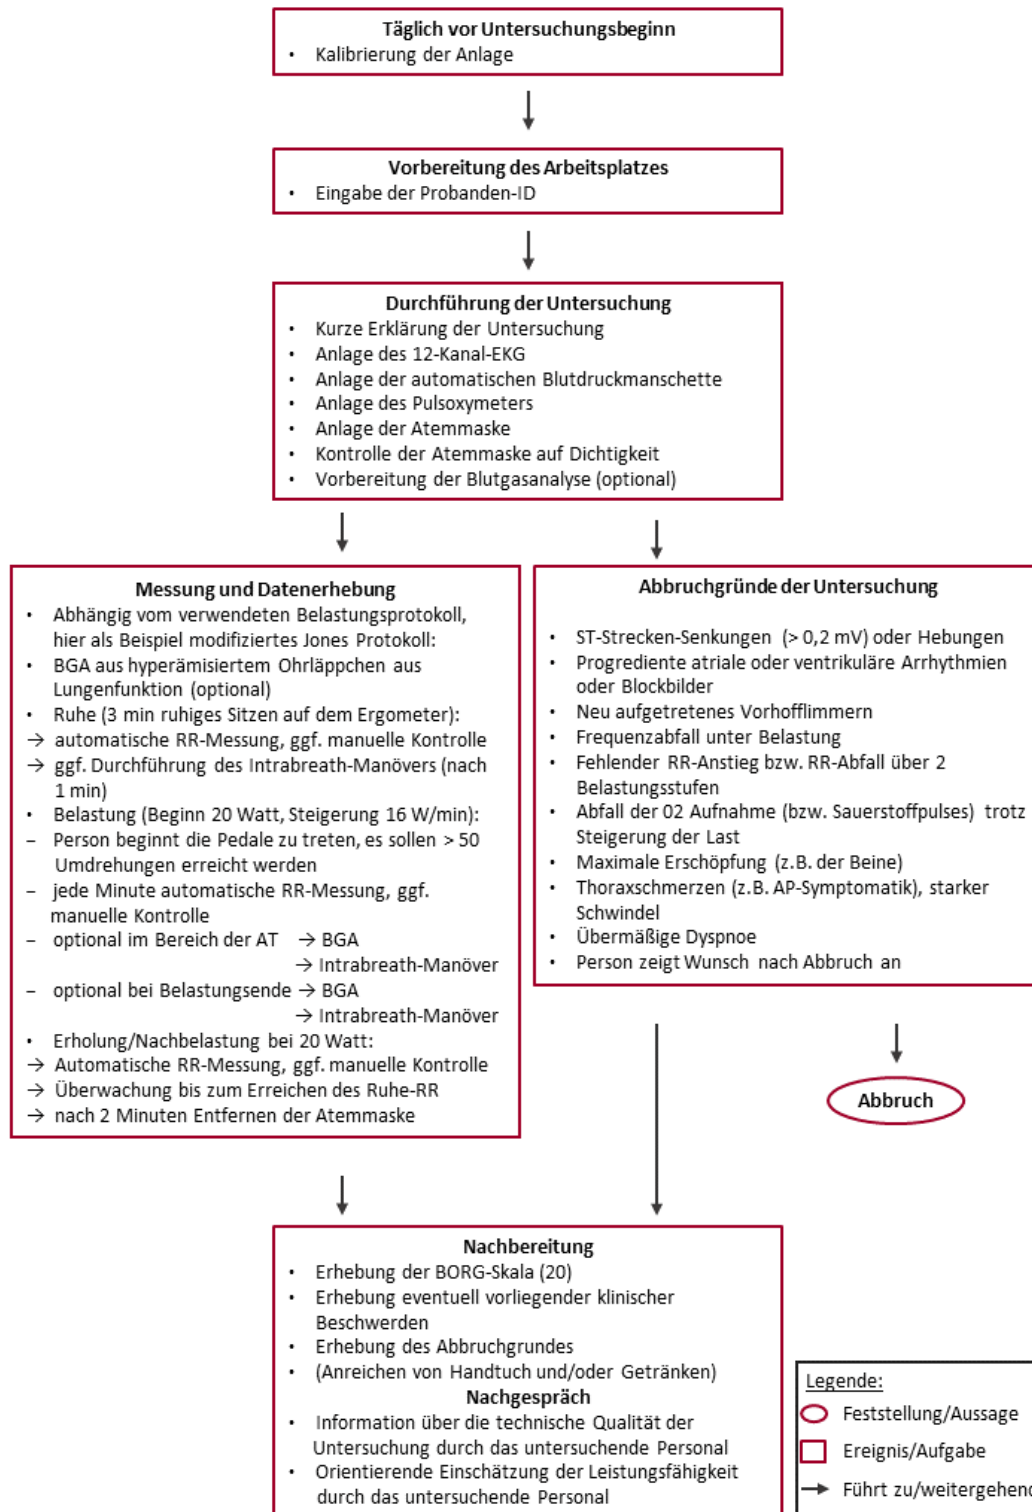 Täglich vor Untersuchungsbeginn
• Kalibrierung der Anlage
Vorbereitung des Arbeitsplatzes
• Eingabe der Probanden-ID
Durchführung der Untersuchung
• Kurze Erklärung der Untersuchung
• Anlage des 12-Kanal-EKG
• Anlage der automatischen Blutdruckmanschette
• Anlage des Pulsoxymeters
• Anlage der Atemmaske
• Kontrolle der Atemmaske auf Dichtigkeit
• Vorbereitung der Blutgasanalyse (optional)
Messung und Datenerhebung
• Abhängig vom verwendeten Belastungsprotokoll,
hier als Beispiel modifiziertes Jones Protokoll:
• BGA aus hyperämisiertem Ohrläppchen aus
Lungenfunktion (optional)
• Ruhe (3 min ruhiges Sitzen auf dem Ergometer):
→ automatische RR-Messung, ggf. manuelle Kontrolle
→ ggf. Durchführung des Intrabreath-Manövers (nach
1 min)
• Belastung (Beginn 20 Watt, Steigerung 16 W/min):
– Person beginnt die Pedale zu treten, es sollen > 50
Umdrehungen erreicht werden
– jede Minute automatische RR-Messung, ggf.
manuelle Kontrolle
– optional im Bereich der AT → BGA
→ Intrabreath-Manöver
– optional bei Belastungsende → BGA
→ Intrabreath-Manöver
• Erholung/Nachbelastung bei 20 Watt:
→ Automatische RR-Messung, ggf. manuelle Kontrolle
→ Überwachung bis zum Erreichen des Ruhe-RR
→ nach 2 Minuten Entfernen der Atemmaske
Abbruchgründe der Untersuchung
• ST-Strecken-Senkungen (> 0,2 mV) oder Hebungen
• Progrediente atriale oder ventrikuläre Arrhythmien
oder Blockbilder
• Neu aufgetretenes Vorhofflimmern
• Frequenzabfall unter Belastung
• Fehlender RR-Anstieg bzw. RR-Abfall über 2
Belastungsstufen
• Abfall der 02 Aufnahme (bzw. Sauerstoffpulses) trotz
Steigerung der Last
• Maximale Erschöpfung (z.B. der Beine)
• Thoraxschmerzen (z.B. AP-Symptomatik), starker
Schwindel
• Übermäßige Dyspnoe
• Person zeigt Wunsch nach Abbruch an
Abbruch
Nachbereitung
• Erhebung der BORG-Skala (20)
• Erhebung eventuell vorliegender klinischer
Beschwerden
• Erhebung des Abbruchgrundes
• (Anreichen von Handtuch und/oder Getränken)
Nachgespräch
• Information über die technische Qualität der
Untersuchung durch das untersuchende Personal
• Orientierende Einschätzung der Leistungsfähigkeit
durch das untersuchende Personal
Legende:
Feststellung/Aussage
Ereignis/Aufgabe
Führt zu/weitergehend